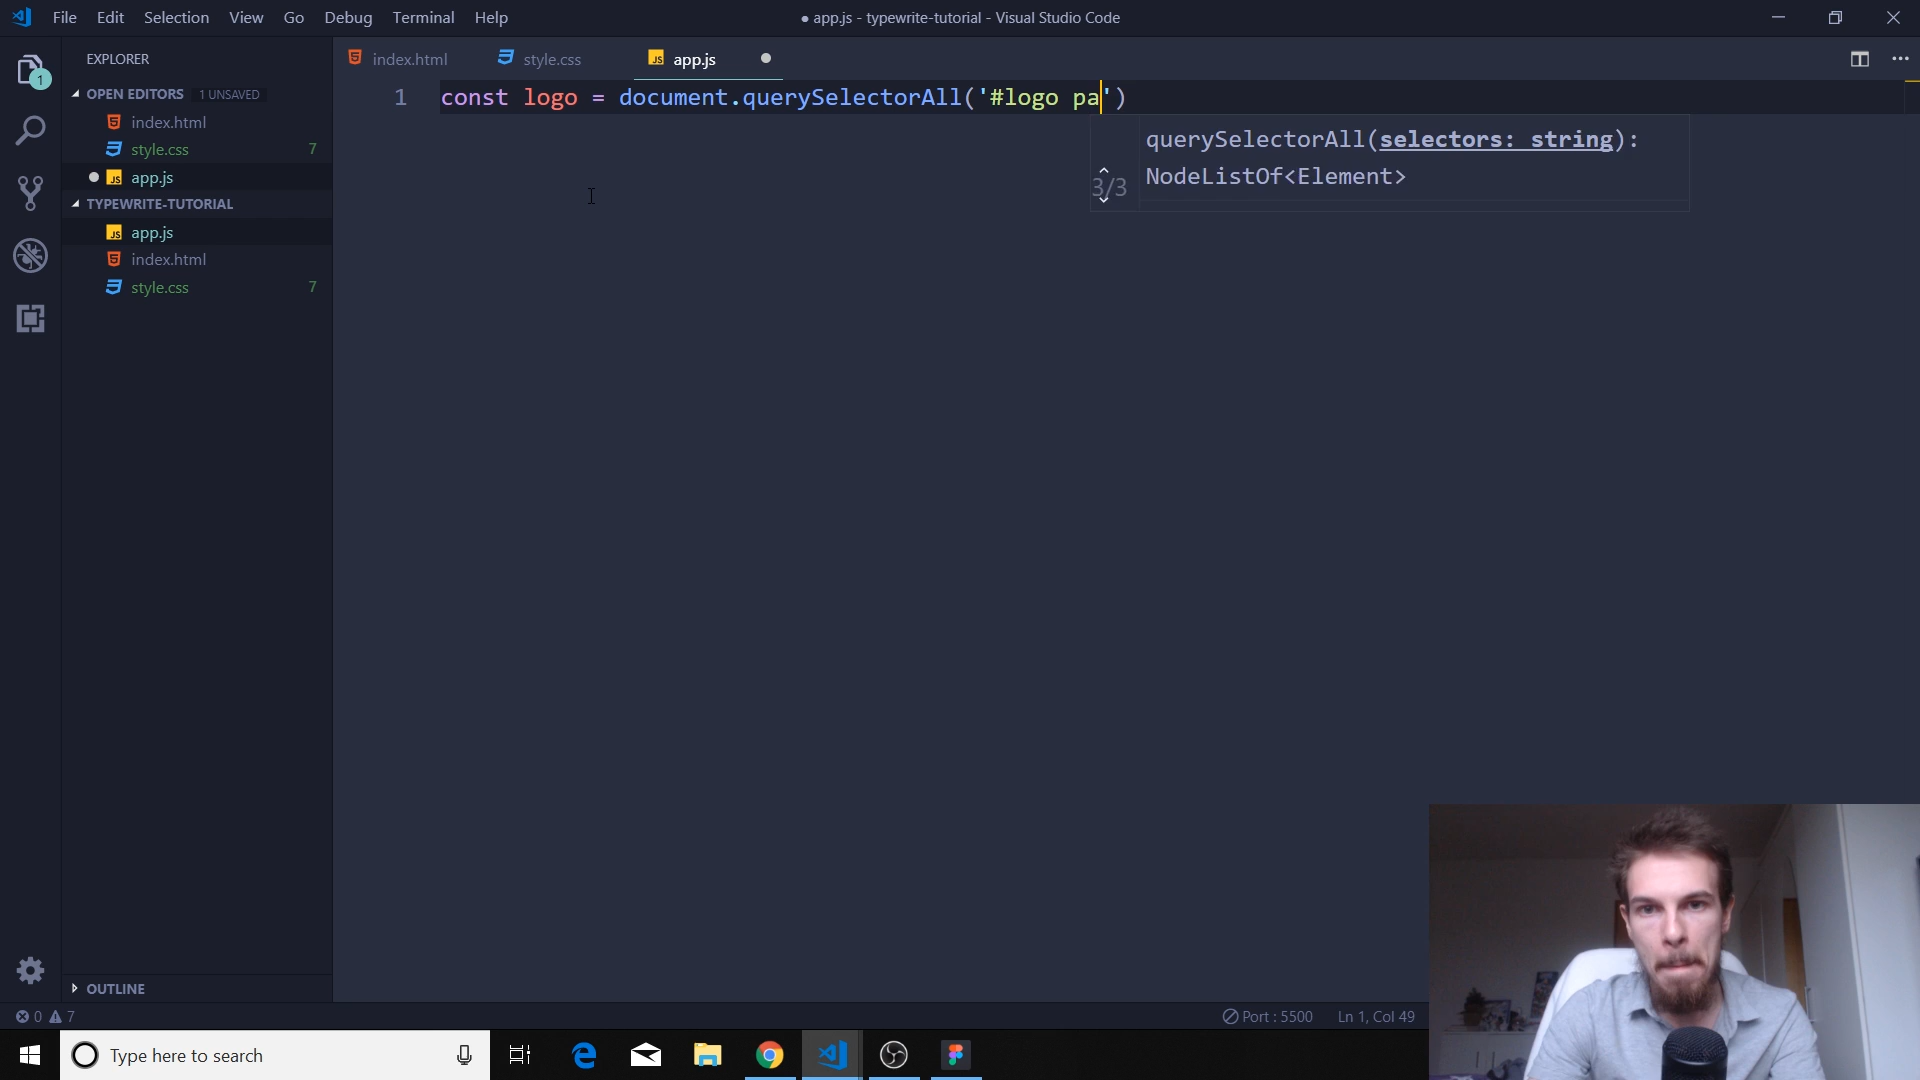 File Edit Selection View Go Debug Terminal Help
● app.js - typewrite-tutorial - Visual Studio Code
EXPLORER
OPEN EDITORS 1 UNSAVED
index.html
style.css 7
app.js
TYPEWRITE-TUTORIAL
app.js
index.html
style.css 7
OUTLINE
1
index.html style.css app.js
1 const logo = document.querySelectorAll('#logo pa')
querySelectorAll(selectors: string):
3/3 NodeListOf<Element>
0 7
Port : 5500 Ln 1, Col 49
Type here to search